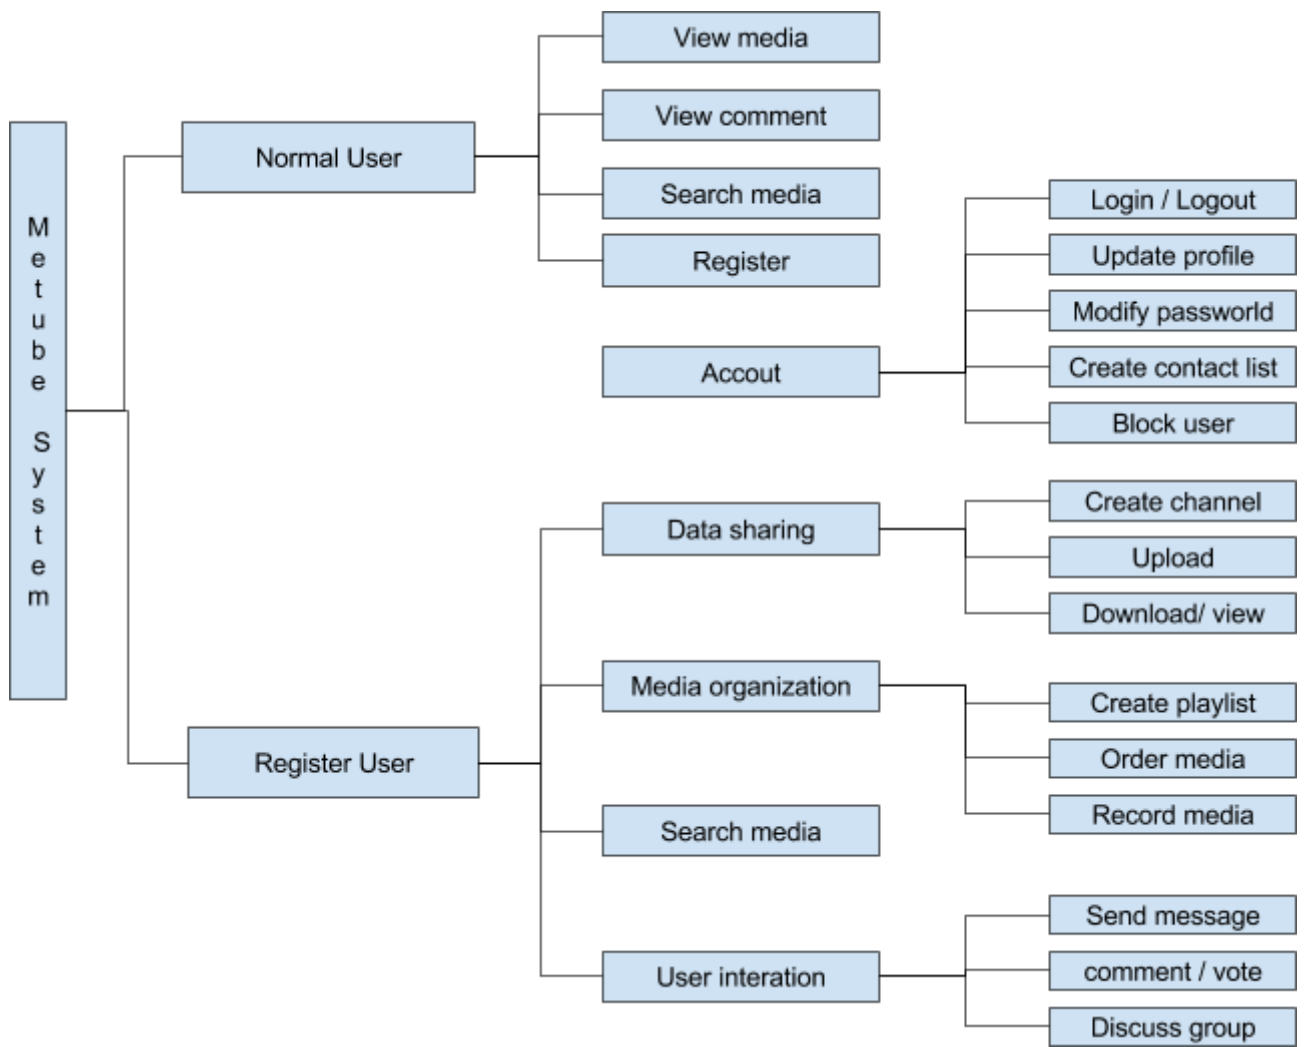 Metube System
Normal User
View media
View comment
Search media
Register
Accout
Login / Logout
Update profile
Modify passworld
Create contact list
Block user
Register User
Data sharing
Create channel
Upload
Download/ view
Media organization
Create playlist
Order media
Record media
Search media
User interation
Send message
comment / vote
Discuss group